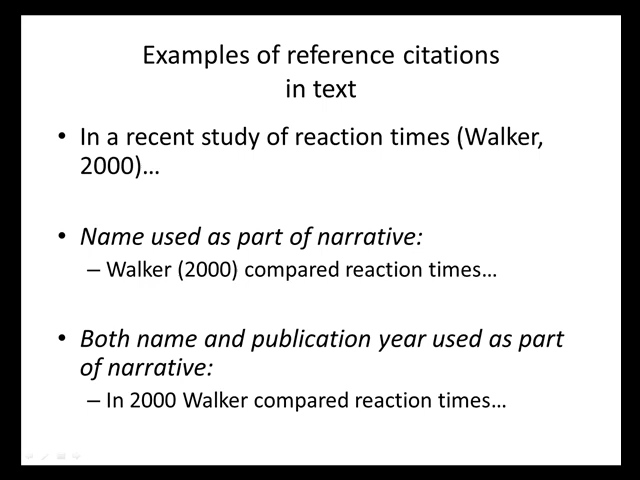 Examples of reference citations
in text
• In a recent study of reaction times (Walker,
2000)…
• Name used as part of narrative:
– Walker (2000) compared reaction times…
• Both name and publication year used as part
of narrative:
– In 2000 Walker compared reaction times…